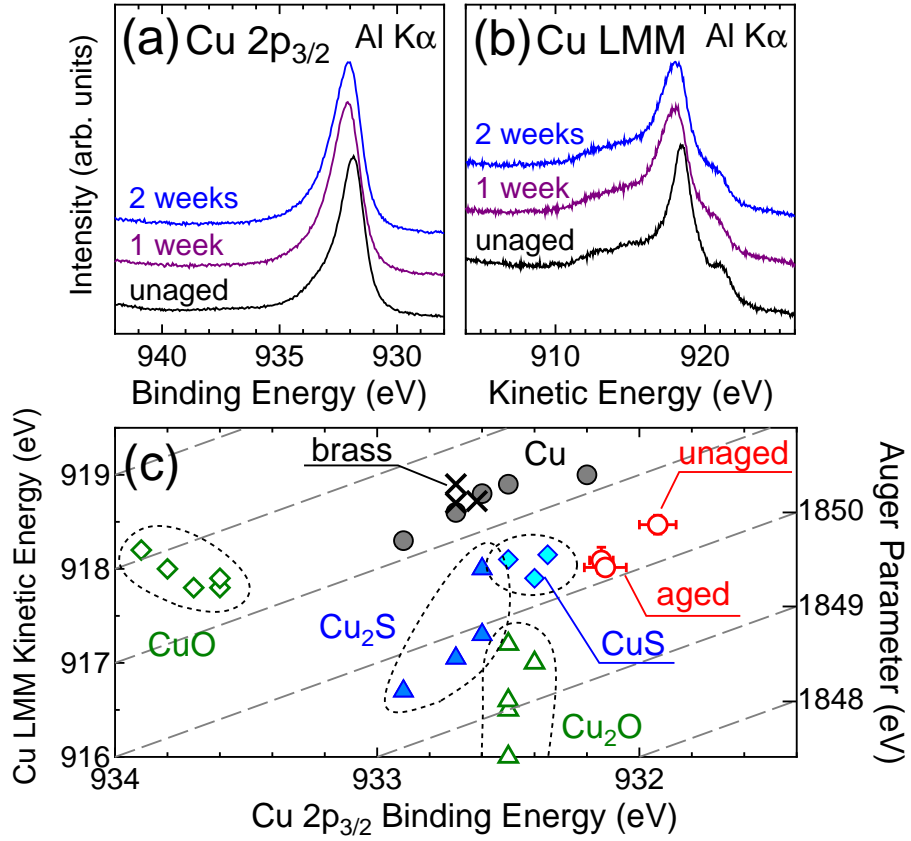 (a) Cu 2p3/2 Al Kα
2 weeks
1 week
unaged
Intensity (arb. units)
940 935 930
Binding Energy (eV)
(b) Cu LMM Al Kα
2 weeks
1 week
unaged
910 920
Kinetic Energy (eV)
(c)
brass
Cu
unaged
aged
CuO
Cu2S
CuS
Cu2O
919
918
917
916
Cu LMM Kinetic Energy (eV)
1850
1849
1848
Auger Parameter (eV)
934 933 932
Cu 2p3/2 Binding Energy (eV)